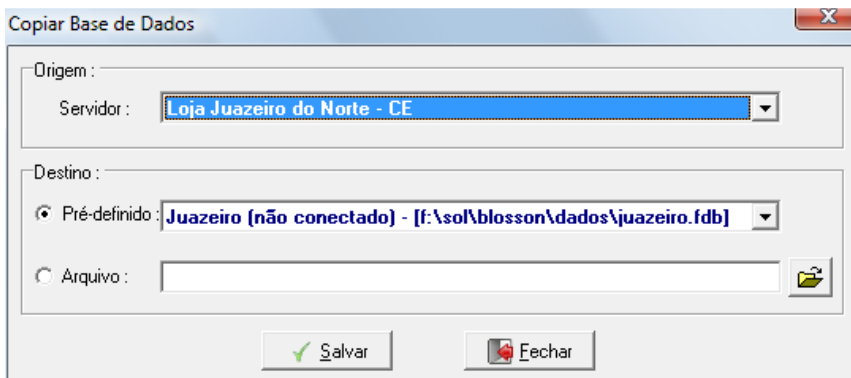 Copiar Base de Dados
Origem :
Servidor : Loja Juazeiro do Norte - CE
Destino :
Pré-definido : Juazeiro (não conectado) - [f:\sol\blosson\dados\juazeiro.fdb]
Arquivo :
Salvar Fechar